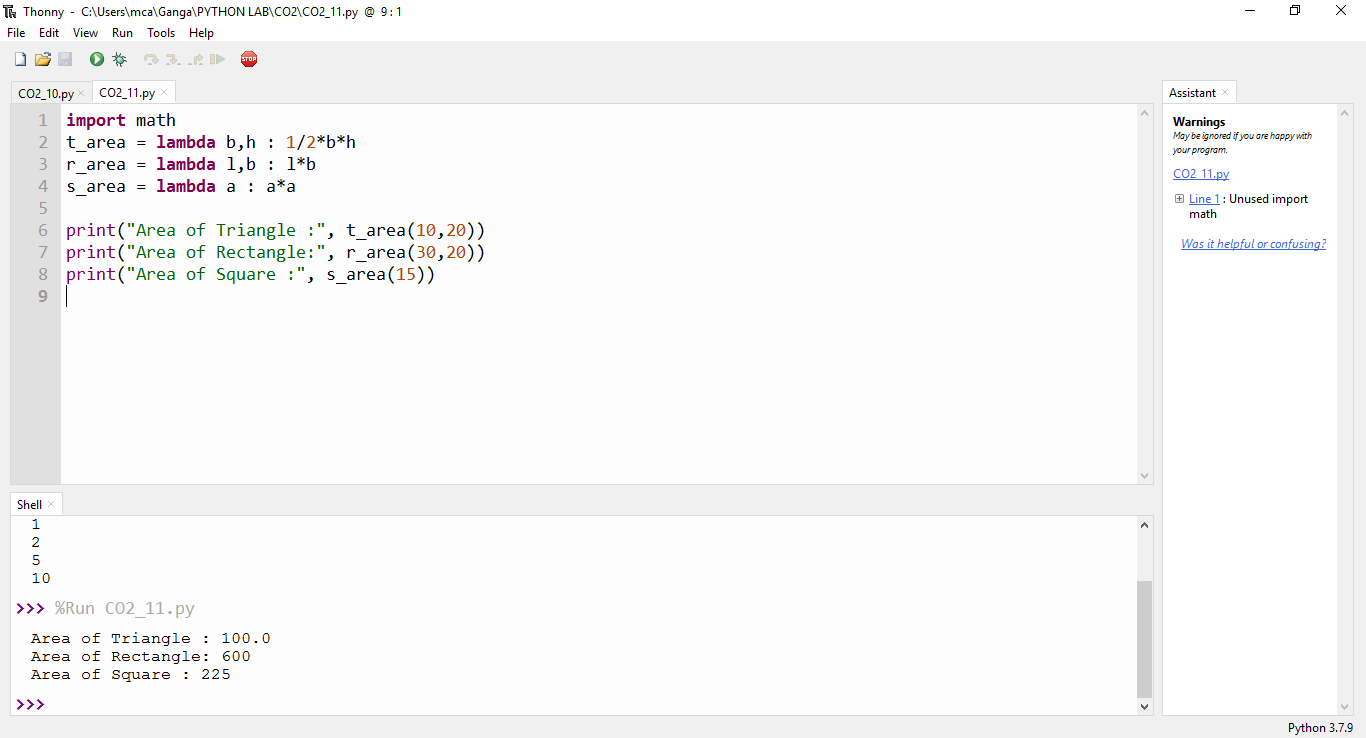 Thonny - C:\Users\mca\Ganga\PYTHON LAB\CO2\CO2_11.py @ 9:1
File Edit View Run Tools Help
STOP
CO2_10.py CO2_11.py
1 import math
2 t_area = lambda b,h : 1/2*b*h
3 r_area = lambda l,b : l*b
4 s_area = lambda a : a*a
5
6 print("Area of Triangle :", t_area(10,20))
7 print("Area of Rectangle:", r_area(30,20))
8 print("Area of Square :", s_area(15))
9
Shell
1
2
5
10
>>> %Run CO2_11.py
Area of Triangle : 100.0
Area of Rectangle: 600
Area of Square : 225
>>>
Assistant
Warnings
May be ignored if you are happy with
your program.
CO2_11.py
Line 1 : Unused import
math
Was it helpful or confusing?
Python 3.7.9